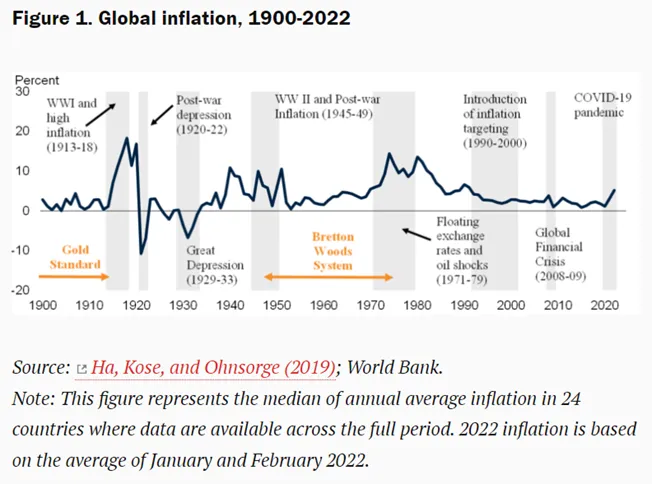 Figure 1. Global inflation, 1900-2022
Percent
30
20
10
0
-10
-20
WWI and
high
inflation
(1913-18)
Post-war
depression
(1920-22)
WW II and Post-war
Inflation (1945-49)
Introduction
of inflation
targeting
(1990-2000)
COVID-19
pandemic
Gold
Standard
Great
Depression
(1929-33)
Bretton
Woods
System
Floating
exchange
rates and
oil shocks
(1971-79)
Global
Financial
Crisis
(2008-09)
1900 1910 1920 1930 1940 1950 1960 1970 1980 1990 2000 2010 2020
Source: Ha, Kose, and Ohnsorge (2019); World Bank.
Note: This figure represents the median of annual average inflation in 24
countries where data are available across the full period. 2022 inflation is based
on the average of January and February 2022.